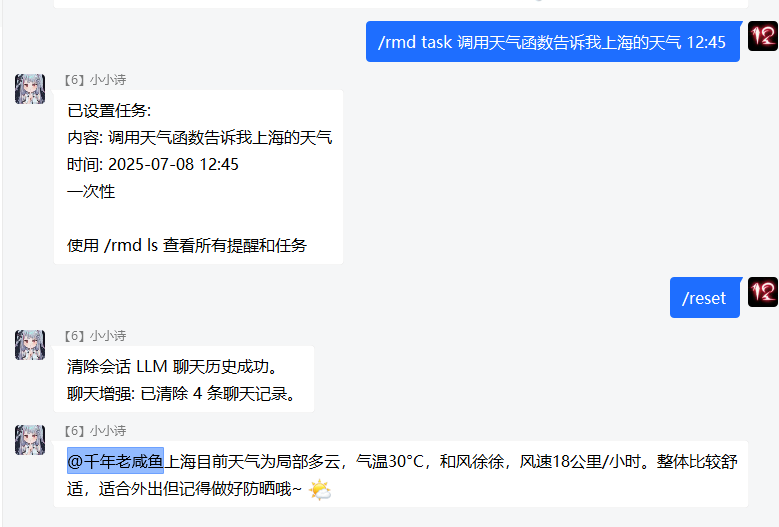 /rmd task 调用天气函数告诉我上海的天气 12:45
12
【6】小小诗
已设置任务:
内容: 调用天气函数告诉我上海的天气
时间: 2025-07-08 12:45
一次性
使用 /rmd ls 查看所有提醒和任务
/reset
12
【6】小小诗
清除会话 LLM 聊天历史成功。
聊天增强: 已清除 4 条聊天记录。
【6】小小诗
@千年老咸鱼上海目前天气为局部多云，气温30°C，和风徐徐，风速18公里/小时。整体比较舒
适，适合外出但记得做好防晒哦~ 🌤️